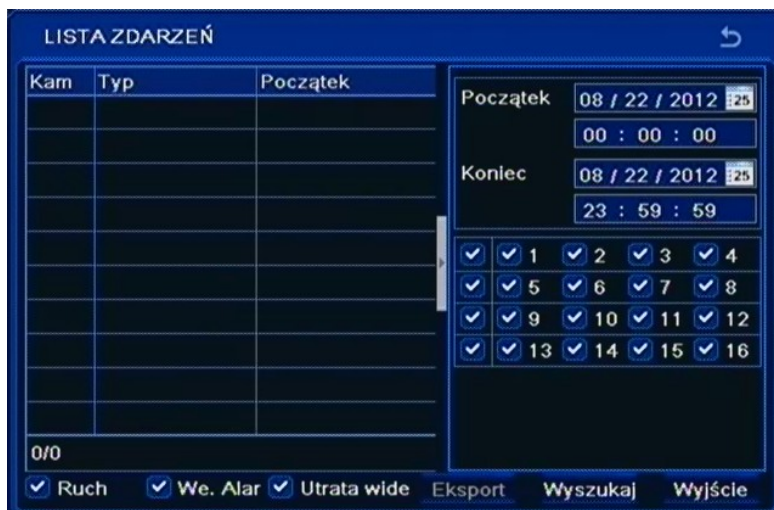 LISTA ZDARZEŃ
Kam Typ Początek
0/0
Początek 08 / 22 / 2012 25
00 : 00 : 00
Koniec 08 / 22 / 2012 25
23 : 59 : 59
1 2 3 4
5 6 7 8
9 10 11 12
13 14 15 16
Ruch We. Alar Utrata wide Eksport Wyszukaj Wyjście